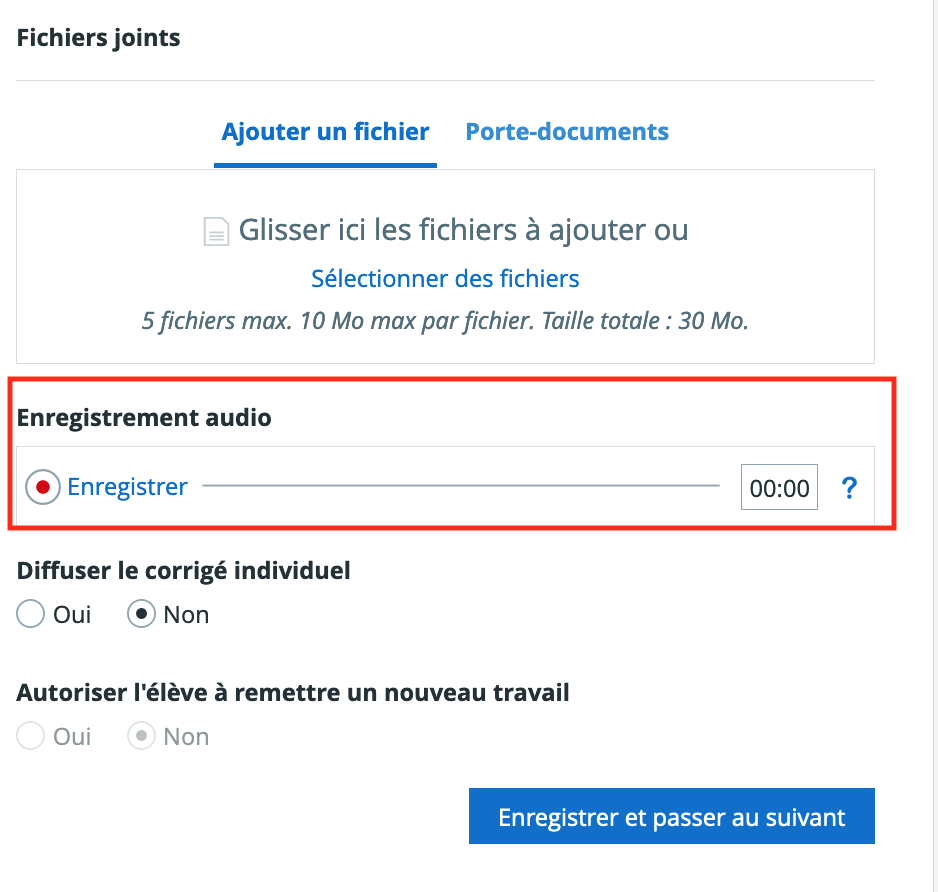 Fichiers joints
Ajouter un fichier Porte-documents
Glisser ici les fichiers à ajouter ou
Sélectionner des fichiers
5 fichiers max. 10 Mo max par fichier. Taille totale : 30 Mo.
Enregistrement audio
Enregistrer 00:00 ?
Diffuser le corrigé individuel
Oui Non
Autoriser l'élève à remettre un nouveau travail
Oui Non
Enregistrer et passer au suivant